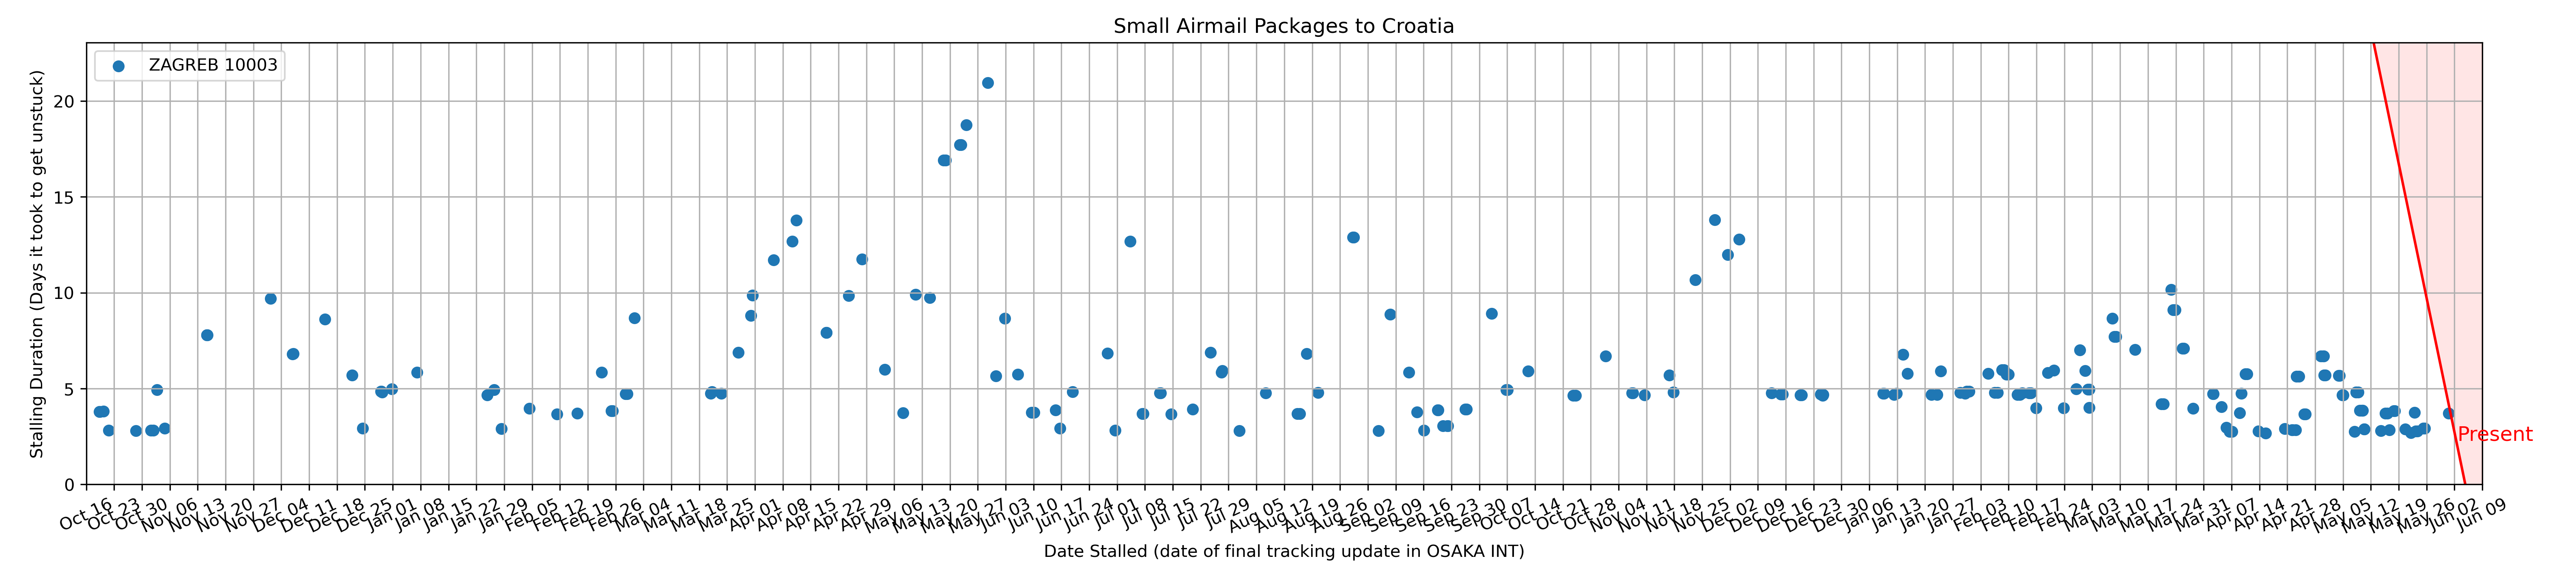 Small Airmail Packages to Croatia
ZAGREB 10003
Stalling Duration (Days it took to get unstuck)
20
15
10
5
0
Present
Oct 16 Oct 23 Oct 30 Nov 06 Nov 13 Nov 20 Nov 27 Dec 04 Dec 11 Dec 18 Dec 25 Jan 01 Jan 08 Jan 15 Jan 22 Jan 29 Feb 05 Feb 12 Feb 19 Feb 26 Mar 04 Mar 11 Mar 18 Mar 25 Apr 01 Apr 08 Apr 15 Apr 22 Apr 29 May 06 May 13 May 20 May 27 Jun 03 Jun 10 Jun 17 Jun 24 Jul 01 Jul 08 Jul 15 Jul 22 Jul 29 Aug 05 Aug 12 Aug 19 Aug 26 Sep 02 Sep 09 Sep 16 Sep 23 Sep 30 Oct 07 Oct 14 Oct 21 Oct 28 Nov 04 Nov 11 Nov 18 Nov 25 Dec 02 Dec 09 Dec 16 Dec 23 Dec 30 Jan 06 Jan 13 Jan 20 Jan 27 Feb 03 Feb 10 Feb 17 Feb 24 Mar 03 Mar 10 Mar 17 Mar 24 Mar 31 Apr 07 Apr 14 Apr 21 Apr 28 May 05 May 12 May 19 May 26 Jun 02 Jun 09
Date Stalled (date of final tracking update in OSAKA INT)